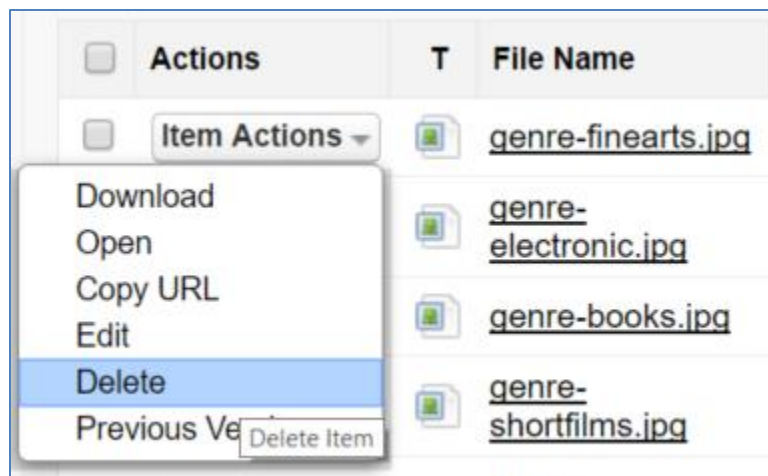 Actions T File Name
Item Actions genre-finearts.jpg
Download
Open
Copy URL
Edit
Delete
Previous Ve
Delete Item
genre-
electronic.jpg
genre-books.jpg
genre-
shortfilms.jpg